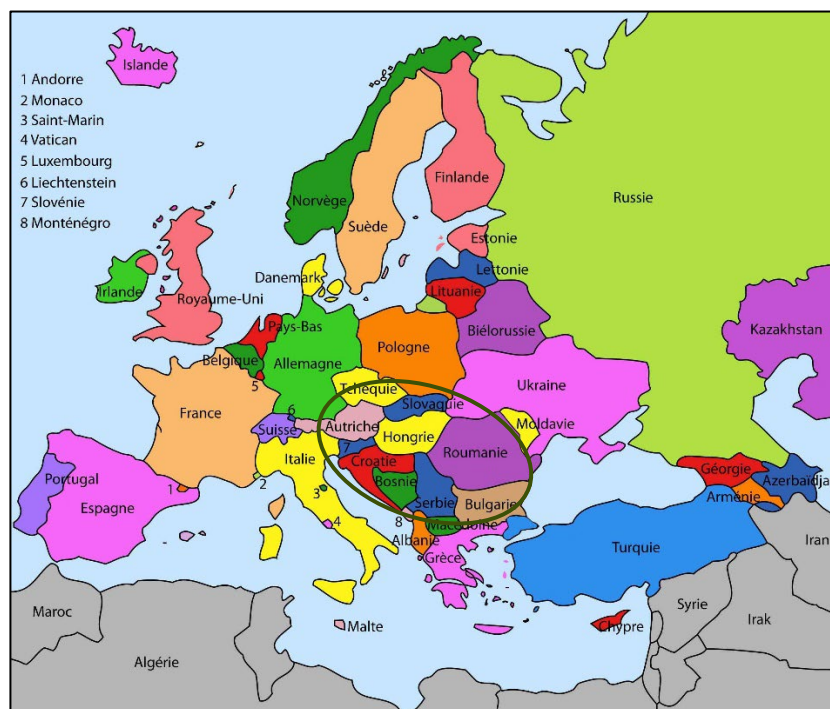 Islande
1 Andorre
2 Monaco
3 Saint-Marin
4 Vatican
5 Luxembourg
6 Liechtenstein
7 Slovénie
8 Monténégro
Norvège
Suède
Finlande
Russie
Estonie
Lettonie
Lituanie
Danemark
Irlande
Royaume-Uni
Pays-Bas
Belgique
Allemagne
Pologne
Biélorussie
Kazakhstan
5
Tchéquie
Ukraine
Slovaquie
France
6
Suisse
Autriche
Hongrie
Moldavie
7
Italie
Croatie
Roumanie
Bosnie
Serbie
Bulgarie
Géorgie
Arménie
Azerbaïdja
Portugal
Espagne
1
2
3
4
8
Macédoine
Albanie
Grèce
Turquie
Iran
Maroc
Algérie
Malte
Chypre
Syrie
Irak